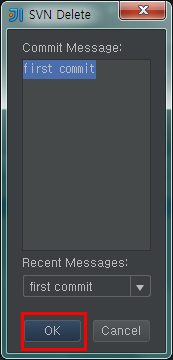 SVN Delete
Commit Message:
first commit
Recent Messages:
first commit
OK
Cancel